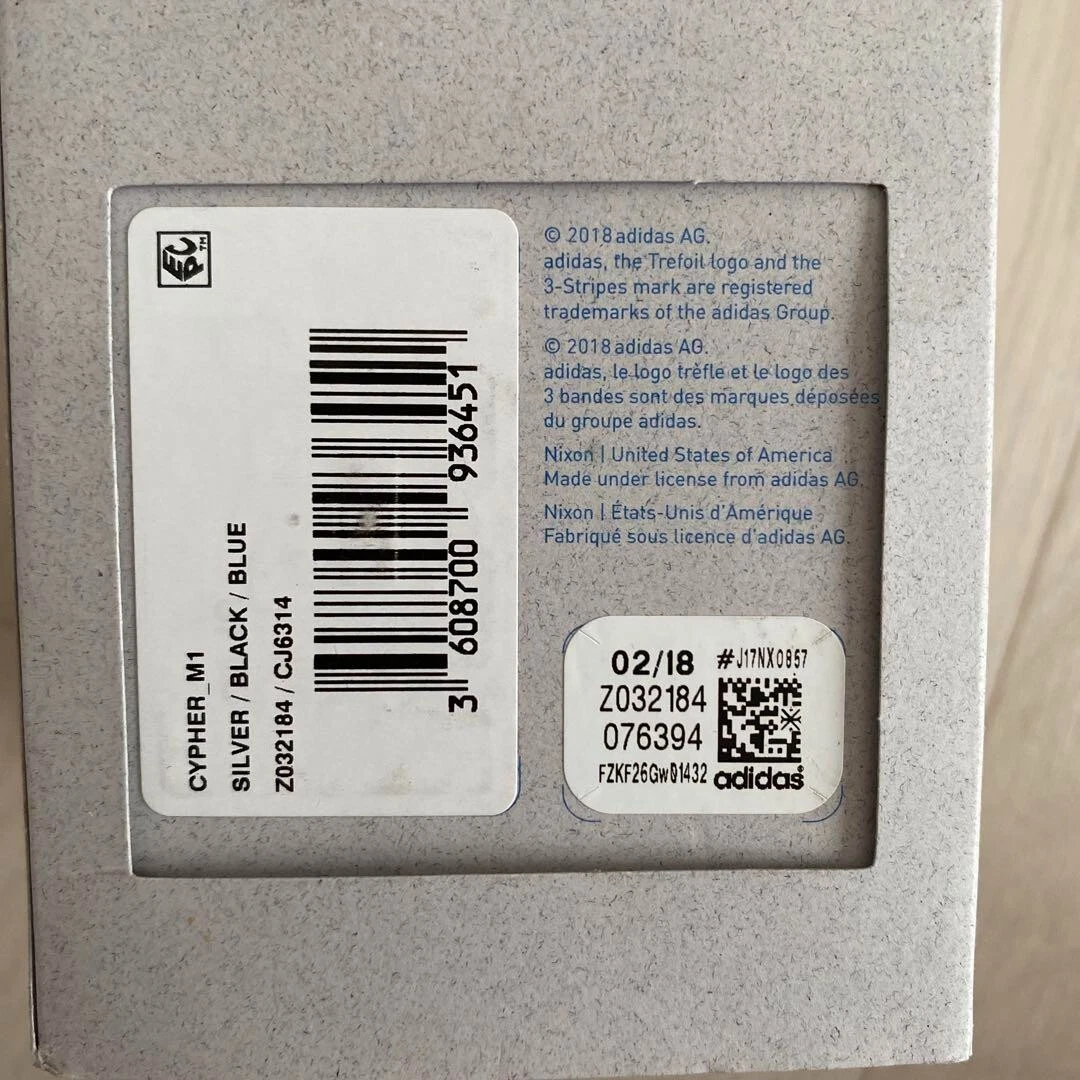 EPC™
CYPHER_M1
SILVER / BLACK / BLUE
Z032184 / CJ6314
3 608700 936451
© 2018 adidas AG.
adidas, the Trefoil logo and the
3-Stripes mark are registered
trademarks of the adidas Group.
© 2018 adidas AG.
adidas, le logo trèfle et le logo des
3 bandes sont des marques déposées
du groupe adidas.
Nixon | United States of America
Made under license from adidas AG.
Nixon | États-Unis d'Amérique
Fabriqué sous licence d'adidas AG.
02/18 #J17NX0857
Z032184
076394
FZKF26Gw01432 adidas